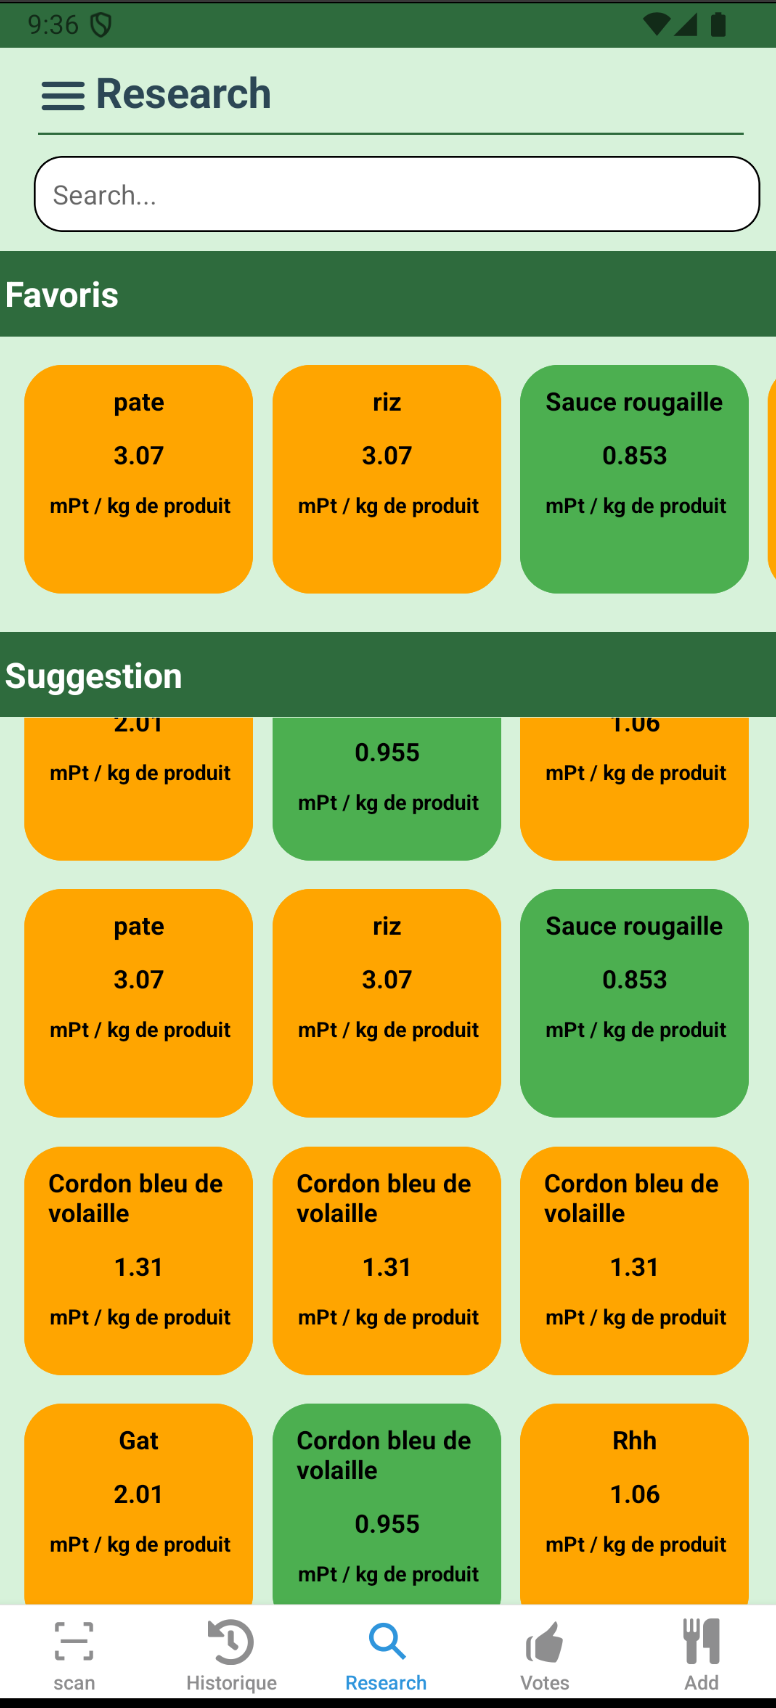 9:36
Research
Search...
Favoris
pate riz Sauce rougaille
3.07 3.07 0.853
mPt / kg de produit mPt / kg de produit mPt / kg de produit
Suggestion
2.01 0.955 1.06
mPt / kg de produit mPt / kg de produit mPt / kg de produit
pate riz Sauce rougaille
3.07 3.07 0.853
mPt / kg de produit mPt / kg de produit mPt / kg de produit
Cordon bleu de Cordon bleu de Cordon bleu de
volaille volaille volaille
1.31 1.31 1.31
mPt / kg de produit mPt / kg de produit mPt / kg de produit
Gat Cordon bleu de Rhh
volaille
2.01 0.955 1.06
mPt / kg de produit mPt / kg de produit mPt / kg de produit
scan Historique Research Votes Add